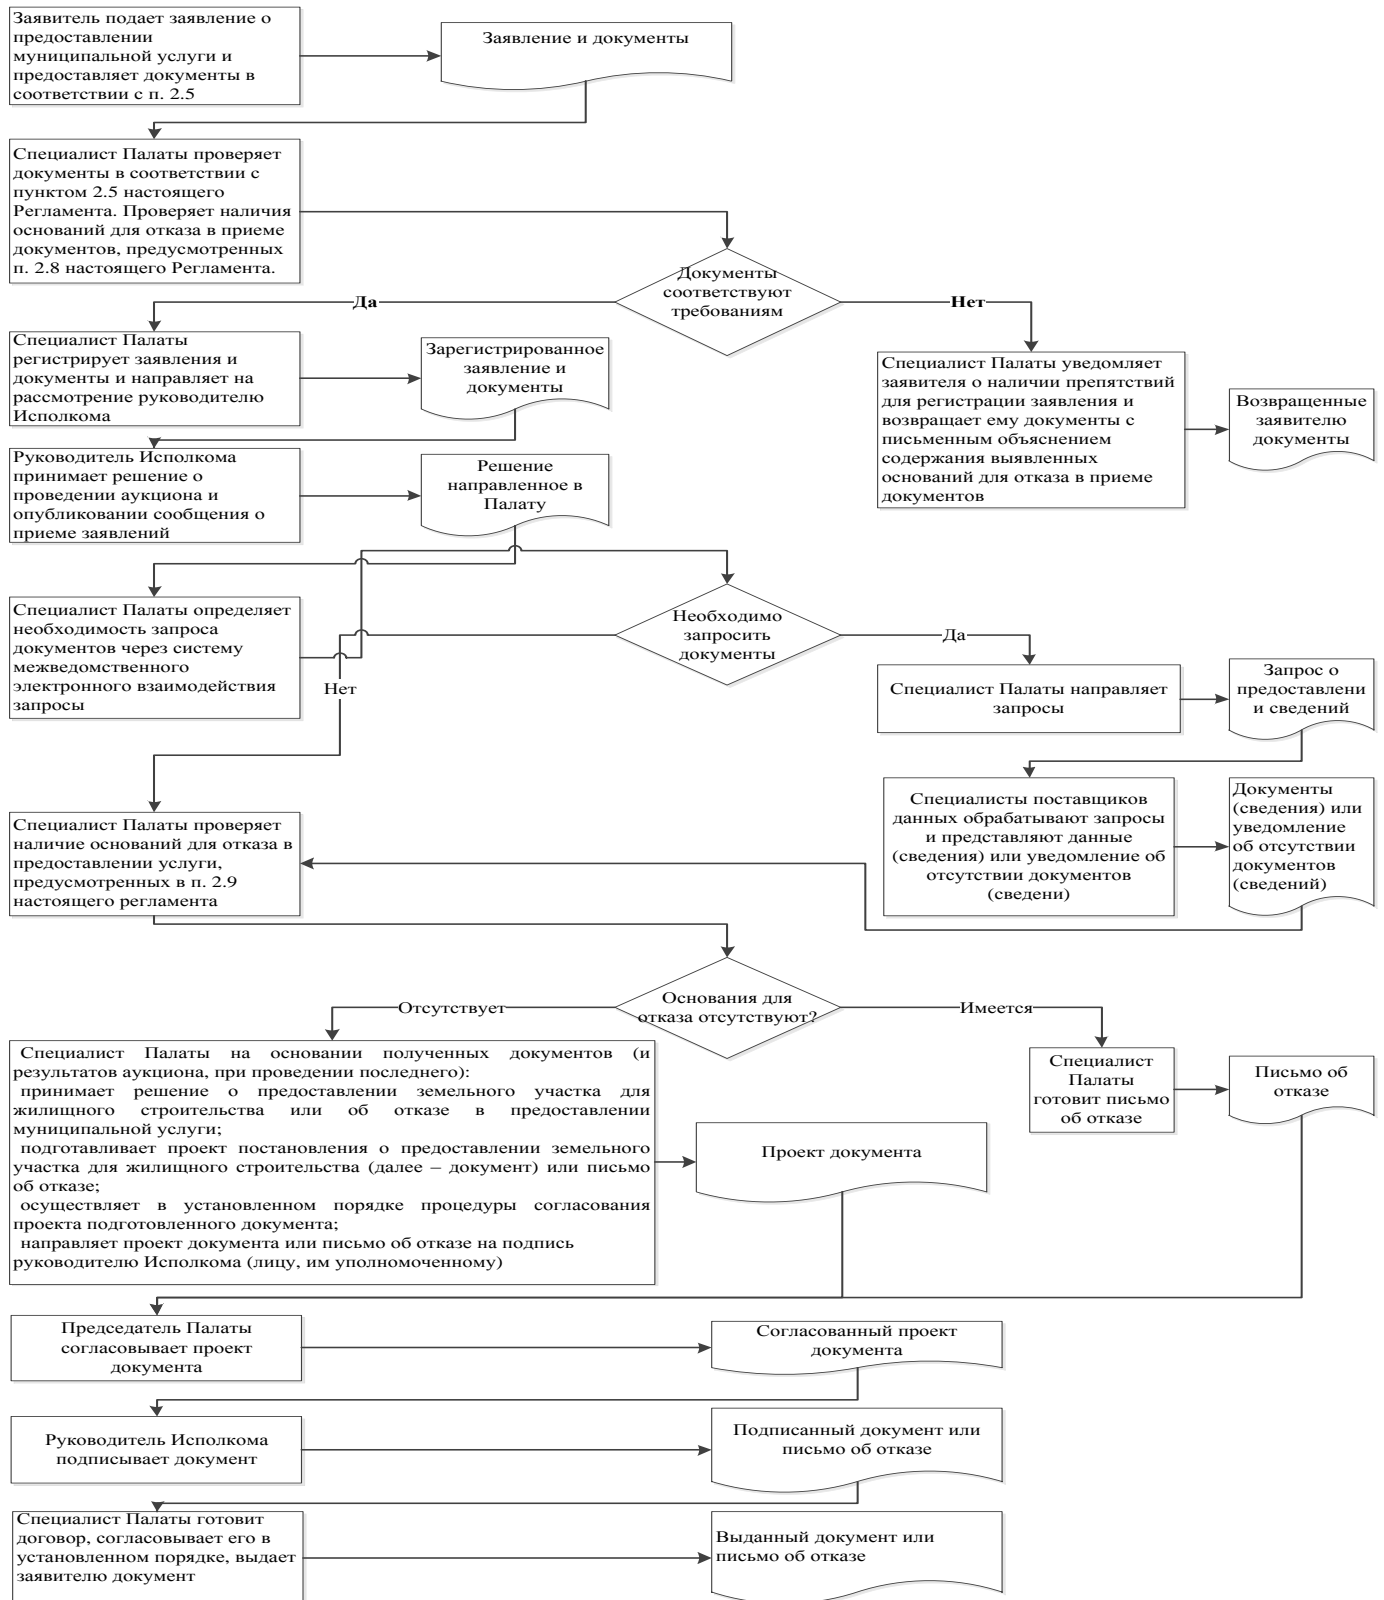 Заявитель подает заявление о
предоставлении
муниципальной услуги и
предоставляет документы в
соответствии с п. 2.5
Заявление и документы
Специалист Палаты проверяет
документы в соответствии с
пунктом 2.5 настоящего
Регламента. Проверяет наличия
оснований для отказа в приеме
документов, предусмотренных
п. 2.8 настоящего Регламента.
Документы
соответствуют
требованиям
Да
Нет
Специалист Палаты
регистрирует заявления и
документы и направляет на
рассмотрение руководителю
Исполкома
Зарегистрированное
заявление и
документы
Специалист Палаты уведомляет
заявителя о наличии препятствий
для регистрации заявления и
возвращает ему документы с
письменным объяснением
содержания выявленных
оснований для отказа в приеме
документов
Возвращенные
заявителю
документы
Руководитель Исполкома
принимает решение о
проведении аукциона и
опубликовании сообщения о
приеме заявлений
Решение
направленное в
Палату
Специалист Палаты определяет
необходимость запроса
документов через систему
межведомственного
электронного взаимодействия
запросы
Необходимо
запросить
документы
Да
Нет
Специалист Палаты направляет
запросы
Запрос о
предоставлени
и сведений
Специалисты поставщиков
данных обрабатывают запросы
и представляют данные
(сведения) или уведомление об
отсутствии документов
(сведени)
Документы
(сведения) или
уведомление
об отсутствии
документов
(сведений)
Специалист Палаты проверяет
наличие оснований для отказа в
предоставлении услуги,
предусмотренных в п. 2.9
настоящего регламента
Основания для
отказа отсутствуют?
Отсутствует
Имеется
Специалист Палаты на основании полученных документов (и
результатов аукциона, при проведении последнего):
принимает решение о предоставлении земельного участка для
жилищного строительства или об отказе в предоставлении
муниципальной услуги;
подготавливает проект постановления о предоставлении земельного
участка для жилищного строительства (далее – документ) или письмо
об отказе;
осуществляет в установленном порядке процедуры согласования
проекта подготовленного документа;
направляет проект документа или письмо об отказе на подпись
руководителю Исполкома (лицу, им уполномоченному)
Проект документа
Специалист
Палаты
готовит письмо
об отказе
Письмо об
отказе
Председатель Палаты
согласовывает проект
документа
Согласованный проект
документа
Руководитель Исполкома
подписывает документ
Подписанный документ или
письмо об отказе
Специалист Палаты готовит
договор, согласовывает его в
установленном порядке, выдает
заявителю документ
Выданный документ или
письмо об отказе